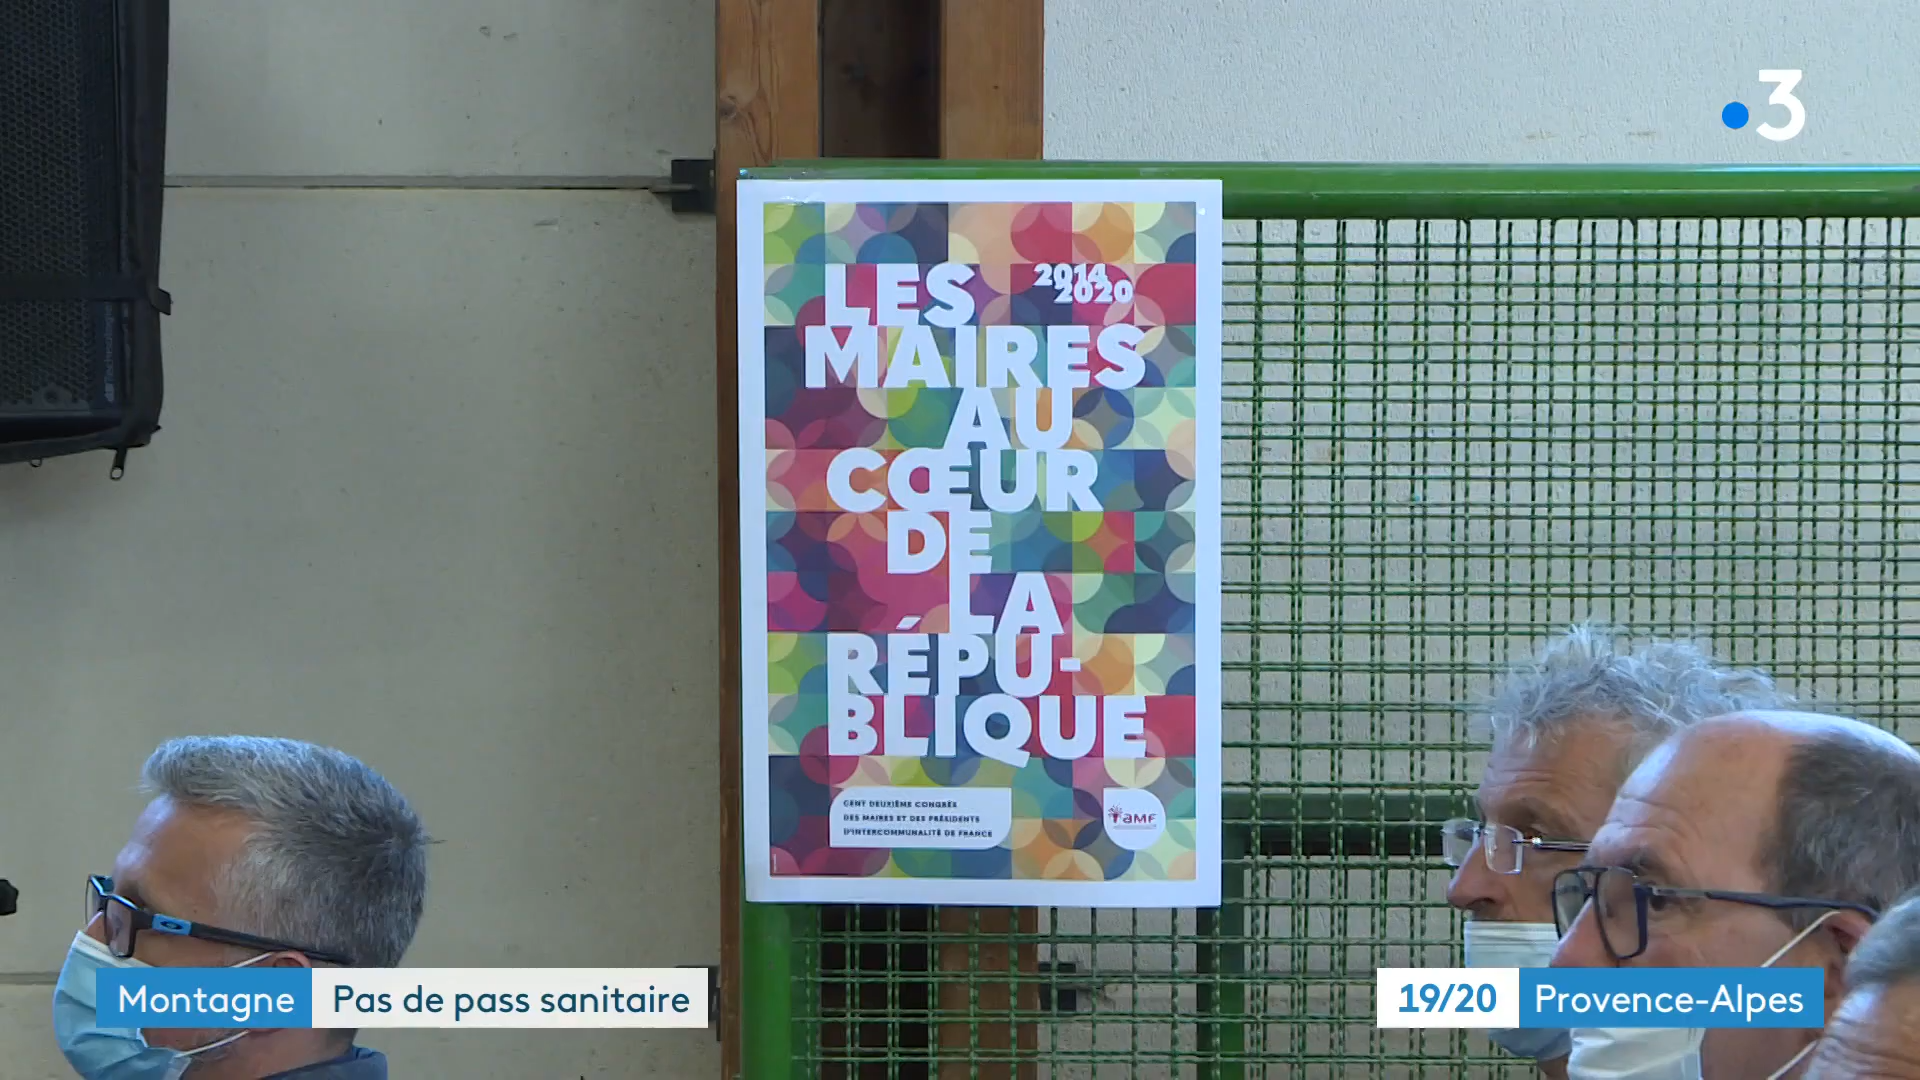 3
2014
2020
LES
MAIRES
AU
CŒUR
DE
LA
RÉPU-
BLIQUE
CENT DEUXIÈME CONGRÈS
DES MAIRES ET DES PRÉSIDENTS
D'INTERCOMMUNALITÉ DE FRANCE
AMF
Montagne Pas de pass sanitaire
19/20 Provence-Alpes